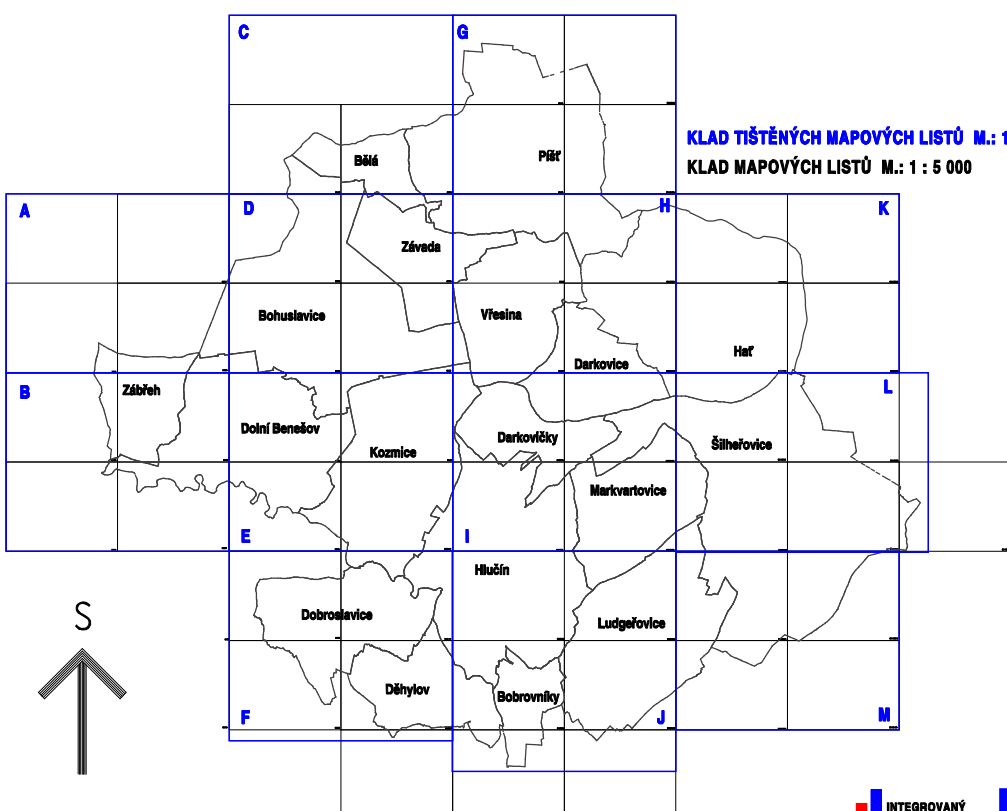 C
G
KLAD TIŠTĚNÝCH MAPOVÝCH LISTŮ M.: 1
Bělá
Píšť
KLAD MAPOVÝCH LISTŮ M.: 1 : 5 000
A
D
H
K
Závada
Bohuslavice
Vřesina
Hať
Darkovice
B
Zábřeh
L
Dolní Benešov
Darkovičky
Šilheřovice
Kozmice
Markvartovice
E
I
Hlučín
S
Dobroslavice
Ludgeřovice
Děhylov
Bobrovníky
F
J
M
INTEGROVANÝ